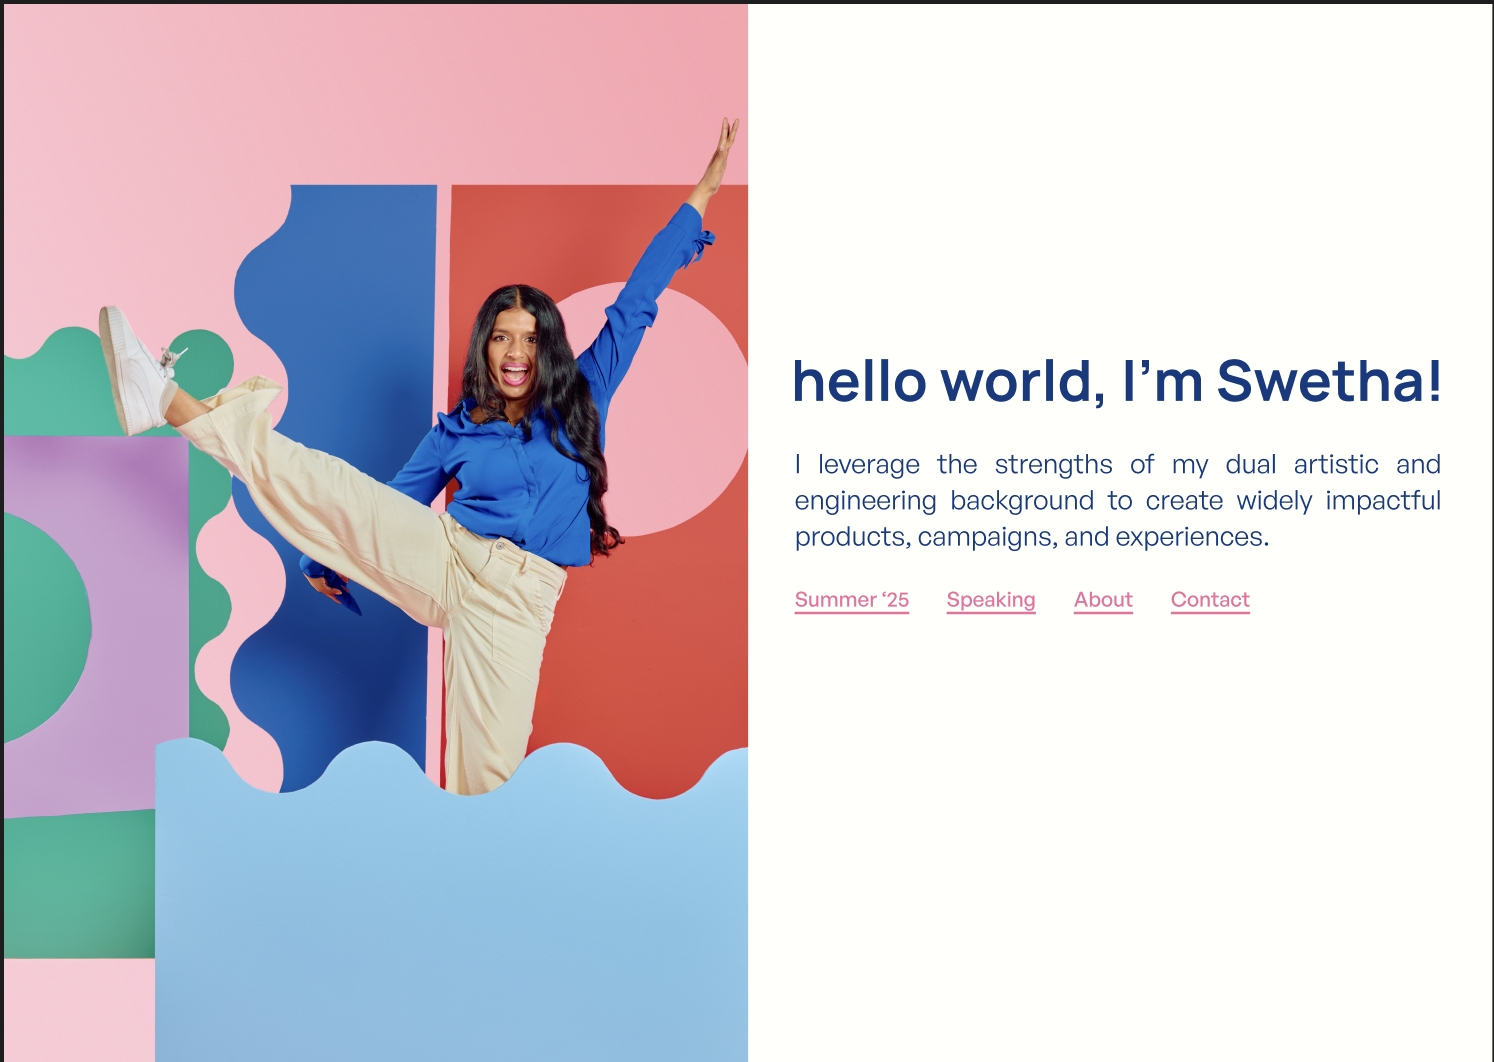 hello world, I’m Swetha!
I leverage the strengths of my dual artistic and
engineering background to create widely impactful
products, campaigns, and experiences.
Summer ‘25 Speaking About Contact